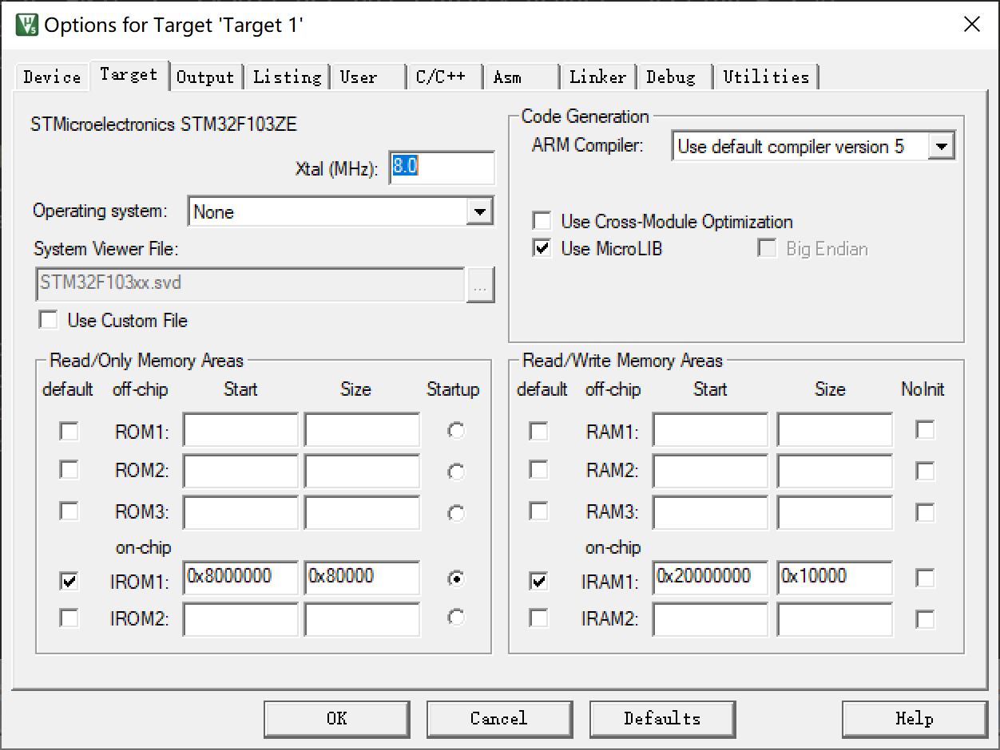 Options for Target 'Target 1'
Device Target Output Listing User C/C++ Asm Linker Debug Utilities
STMicroelectronics STM32F103ZE
Xtal (MHz): 8.0
Operating system: None
System Viewer File:
STM32F103xx.svd ...
Use Custom File
Code Generation
ARM Compiler: Use default compiler version 5
Use Cross-Module Optimization
Use MicroLIB Big Endian
Read/Only Memory Areas
default off-chip Start Size Startup
ROM1:
ROM2:
ROM3:
on-chip
IROM1: 0x8000000 0x80000
IROM2:
Read/Write Memory Areas
default off-chip Start Size NoInit
RAM1:
RAM2:
RAM3:
on-chip
IRAM1: 0x20000000 0x10000
IRAM2:
OK Cancel Defaults Help